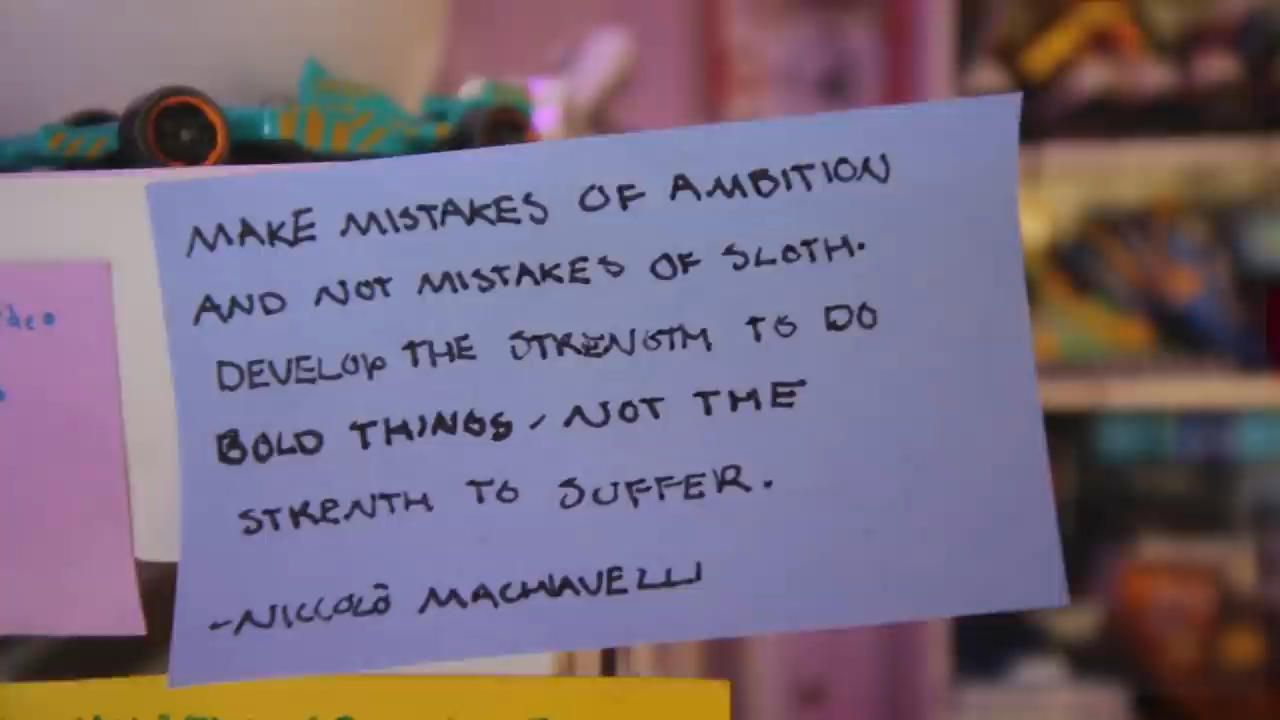 MAKE MISTAKES OF AMBITION
AND NOT MISTAKES OF SLOTH.
DEVELOP THE STRENGTH TO DO
BOLD THINGS, NOT THE
STRENTH TO SUFFER.
-NICCOLÒ MACHIAVELLI